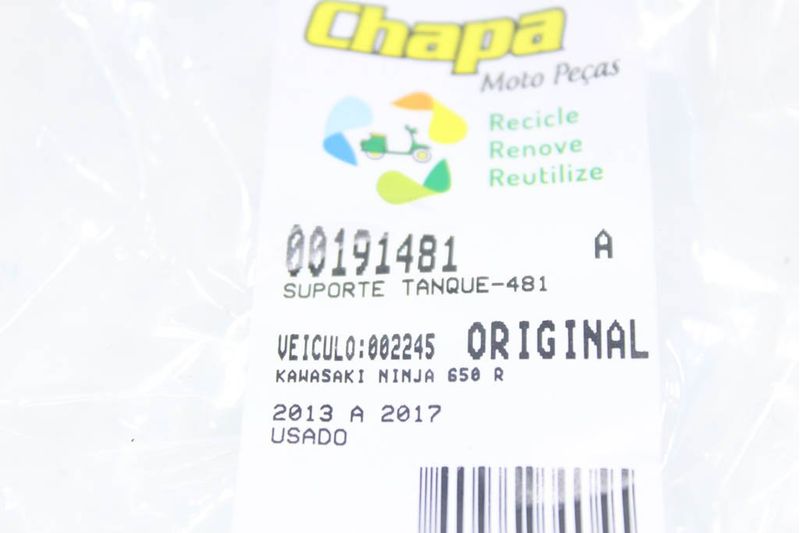 Chapa
Moto Peças
Recicle
Renove
Reutilize
00191481 A
SUPORTE TANQUE-481
VEICULO:002245 ORIGINAL
KAWASAKI NINJA 650 R
2013 A 2017
USADO